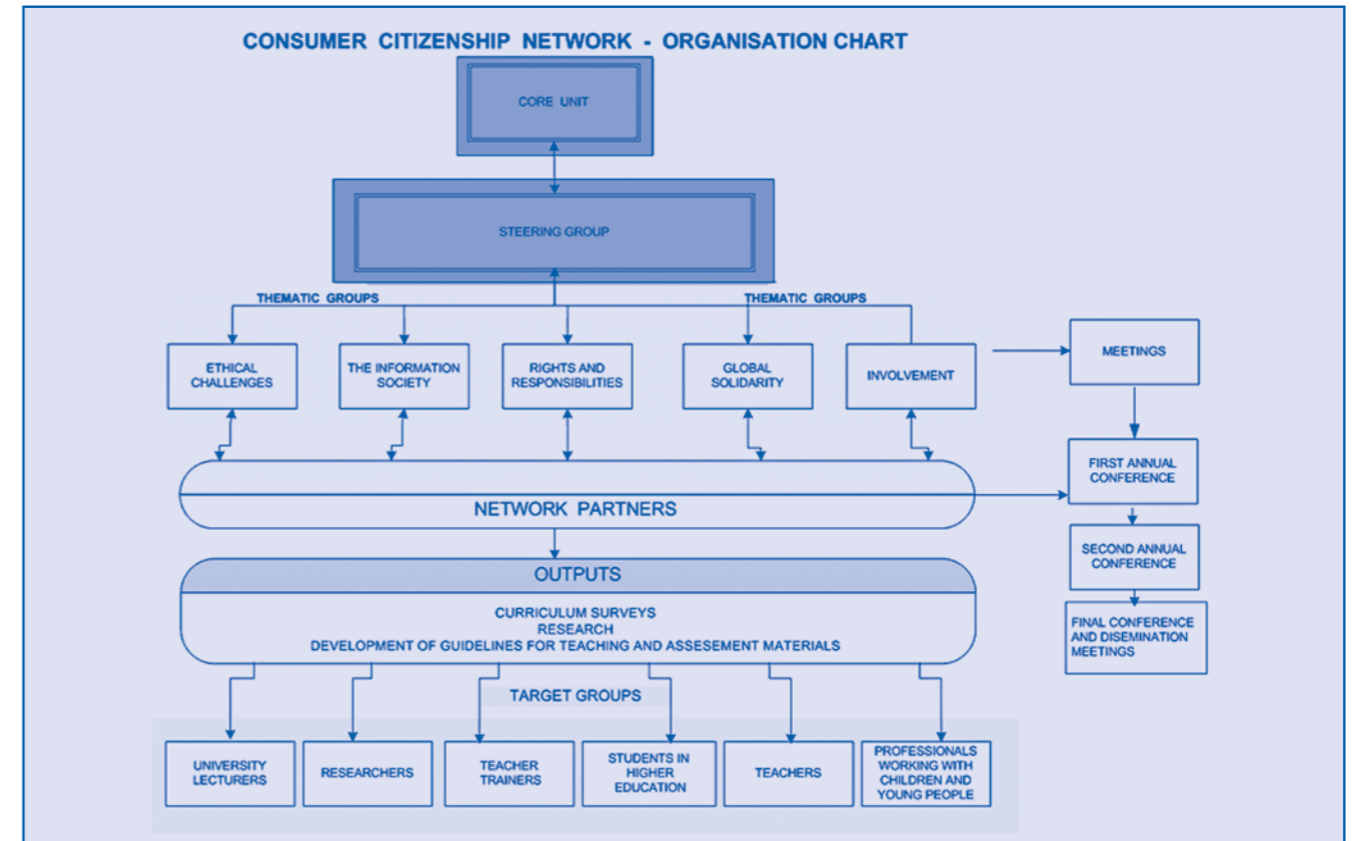 CONSUMER CITIZENSHIP NETWORK - ORGANISATION CHART
CORE UNIT
STEERING GROUP
THEMATIC GROUPS
THEMATIC GROUPS
ETHICAL
CHALLENGES
THE INFORMATION
SOCIETY
RIGHTS AND
RESPONSIBILITIES
GLOBAL
SOLIDARITY
INVOLVEMENT
MEETINGS
FIRST ANNUAL
CONFERENCE
NETWORK PARTNERS
SECOND ANNUAL
CONFERENCE
OUTPUTS
CURRICULUM SURVEYS
RESEARCH
DEVELOPMENT OF GUIDELINES FOR TEACHING AND ASSESEMENT MATERIALS
FINAL CONFERENCE
AND DISEMINATION
MEETINGS
TARGET GROUPS
UNIVERSITY
LECTURERS
RESEARCHERS
TEACHER
TRAINERS
STUDENTS IN
HIGHER
EDUCATION
TEACHERS
PROFESSIONALS
WORKING WITH
CHILDREN AND
YOUNG PEOPLE